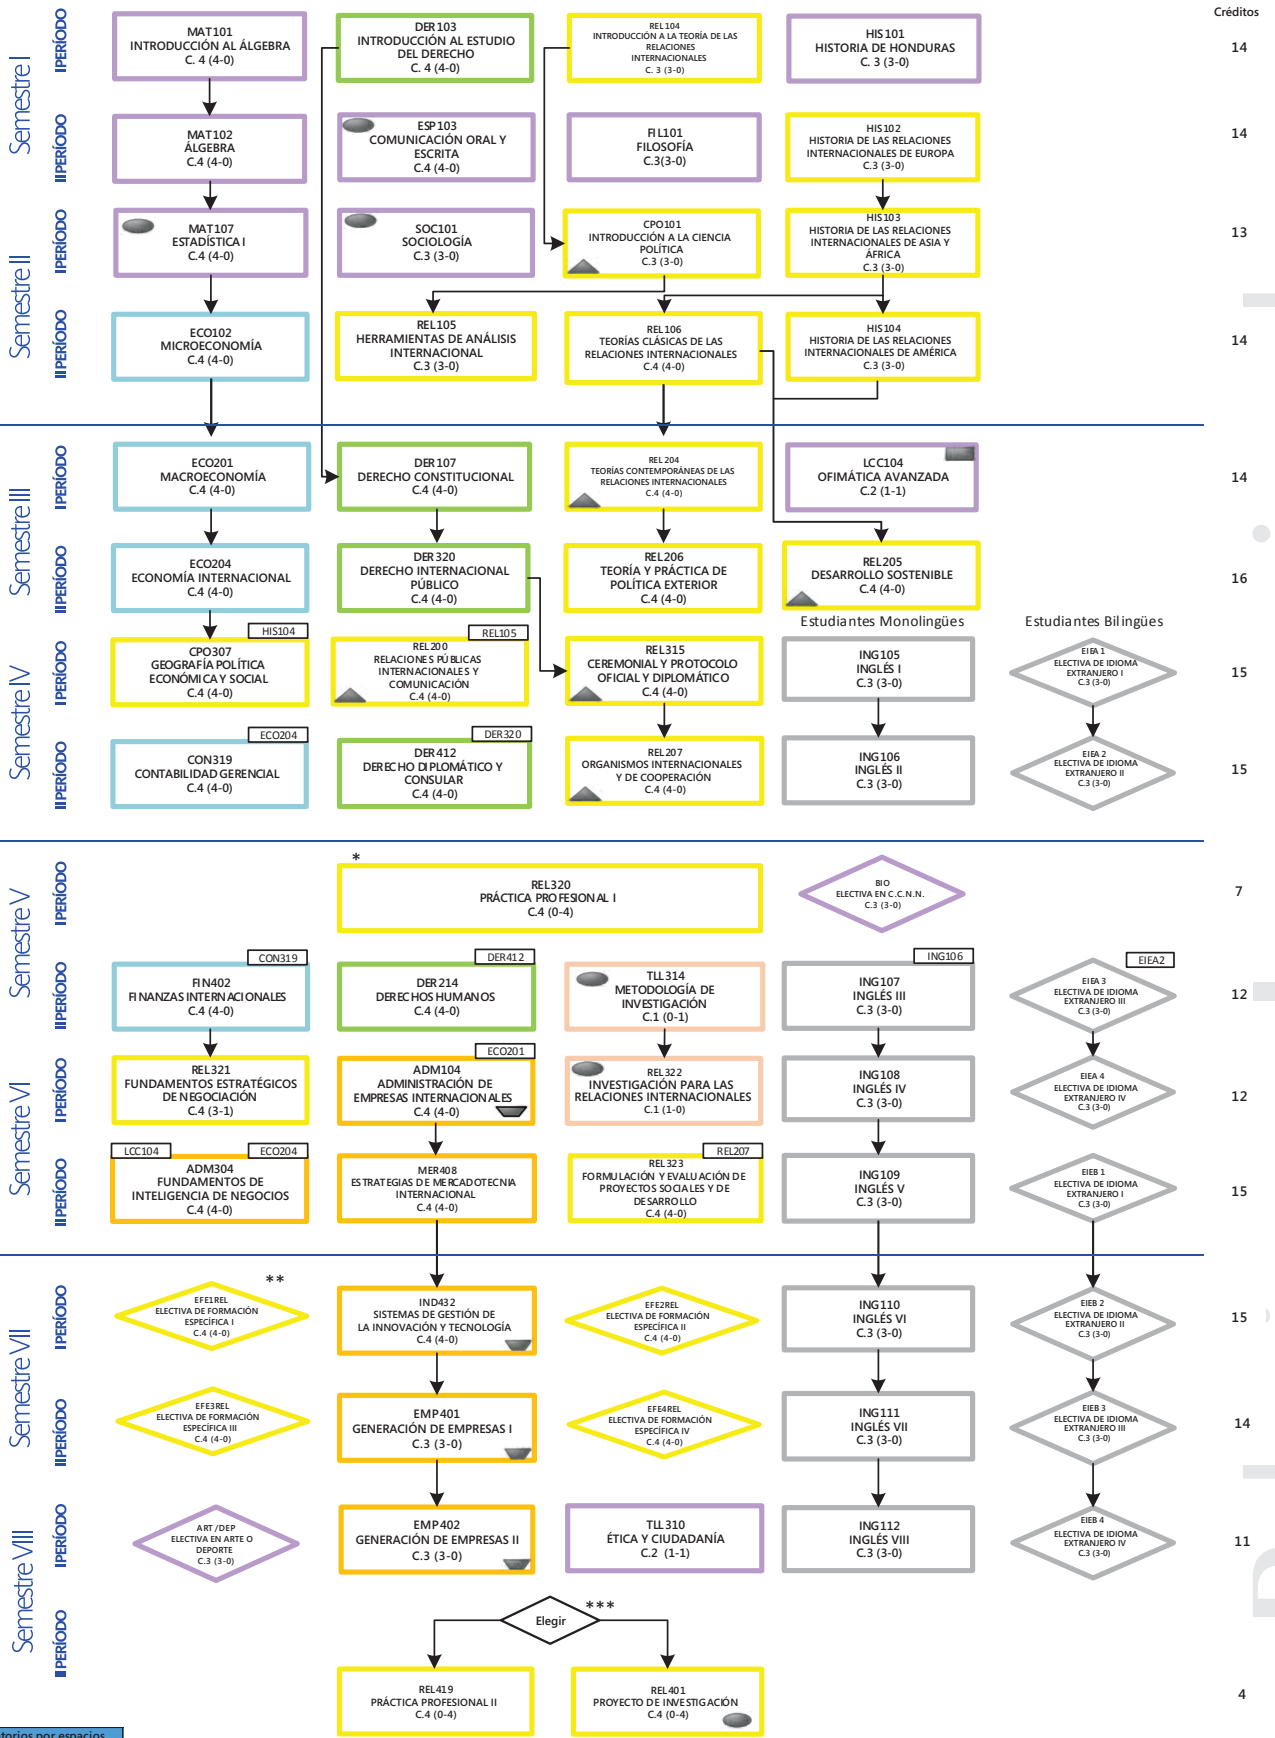 Créditos
Semestre I
I PERÍODO
MAT101
INTRODUCCIÓN AL ÁLGEBRA
C. 4 (4-0)
DER103
INTRODUCCIÓN AL ESTUDIO
DEL DERECHO
C. 4 (4-0)
REL104
INTRODUCCIÓN A LA TEORÍA DE LAS
RELACIONES
INTERNACIONALES
C. 3 (3-0)
HIS101
HISTORIA DE HONDURAS
C. 3 (3-0)
14
II PERÍODO
MAT102
ÁLGEBRA
C.4 (4-0)
ESP103
COMUNICACIÓN ORAL Y
ESCRITA
C.4 (4-0)
FIL101
FILOSOFÍA
C.3(3-0)
HIS102
HISTORIA DE LAS RELACIONES
INTERNACIONALES DE EUROPA
C.3 (3-0)
14
Semestre II
I PERÍODO
MAT107
ESTADÍSTICA I
C.4 (4-0)
SOC101
SOCIOLOGÍA
C.3 (3-0)
CPO101
INTRODUCCIÓN A LA CIENCIA
POLÍTICA
C.3 (3-0)
HIS103
HISTORIA DE LAS RELACIONES
INTERNACIONALES DE ASIA Y
ÁFRICA
C.3 (3-0)
13
II PERÍODO
ECO102
MICROECONOMÍA
C.4 (4-0)
REL105
HERRAMIENTAS DE ANÁLISIS
INTERNACIONAL
C.3 (3-0)
REL106
TEORÍAS CLÁSICAS DE LAS
RELACIONES INTERNACIONALES
C.4 (4-0)
HIS104
HISTORIA DE LAS RELACIONES
INTERNACIONALES DE AMÉRICA
C.3 (3-0)
14
Semestre III
I PERÍODO
ECO201
MACROECONOMÍA
C.4 (4-0)
DER107
DERECHO CONSTITUCIONAL
C.4 (4-0)
REL204
TEORÍAS CONTEMPORÁNEAS DE LAS
RELACIONES INTERNACIONALES
C.4 (4-0)
LCC104
OFIMÁTICA AVANZADA
C.2 (1-1)
14
II PERÍODO
ECO204
ECONOMÍA INTERNACIONAL
C.4 (4-0)
DER320
DERECHO INTERNACIONAL
PÚBLICO
C.4 (4-0)
REL206
TEORÍA Y PRÁCTICA DE
POLÍTICA EXTERIOR
C.4 (4-0)
REL205
DESARROLLO SOSTENIBLE
C.4 (4-0)
16
Estudiantes Monolingües
Estudiantes Bilingües
Semestre IV
I PERÍODO
HIS104
CPO307
GEOGRAFÍA POLÍTICA
ECONÓMICA Y SOCIAL
C.4 (4-0)
REL105
REL200
RELACIONES PÚBLICAS
INTERNACIONALES Y
COMUNICACIÓN
C.4 (4-0)
REL315
CEREMONIAL Y PROTOCOLO
OFICIAL Y DIPLOMÁTICO
C.4 (4-0)
ING105
INGLÉS I
C.3 (3-0)
EIEA 1
ELECTIVA DE IDIOMA
EXTRANJERO I
C.3 (3-0)
15
II PERÍODO
ECO204
CON319
CONTABILIDAD GERENCIAL
C.4 (4-0)
DER320
DER412
DERECHO DIPLOMÁTICO Y
CONSULAR
C.4 (4-0)
REL207
ORGANISMOS INTERNACIONALES
Y DE COOPERACIÓN
C.4 (4-0)
ING106
INGLÉS II
C.3 (3-0)
EIEA 2
ELECTIVA DE IDIOMA
EXTRANJERO II
C.3 (3-0)
15
Semestre V
I PERÍODO
*
REL320
PRÁCTICA PROFESIONAL I
C.4 (0-4)
BIO
ELECTIVA EN C.C.N.N.
C.3 (3-0)
7
II PERÍODO
CON319
FIN402
FINANZAS INTERNACIONALES
C.4 (4-0)
DER412
DER214
DERECHOS HUMANOS
C.4 (4-0)
TLL314
METODOLOGÍA DE
INVESTIGACIÓN
C.1 (0-1)
ING106
ING107
INGLÉS III
C.3 (3-0)
EIEA2
EIEA 3
ELECTIVA DE IDIOMA
EXTRANJERO III
C.3 (3-0)
12
Semestre VI
I PERÍODO
REL321
FUNDAMENTOS ESTRATÉGICOS
DE NEGOCIACIÓN
C.4 (3-1)
ECO201
ADM104
ADMINISTRACIÓN DE
EMPRESAS INTERNACIONALES
C.4 (4-0)
REL322
INVESTIGACIÓN PARA LAS
RELACIONES INTERNACIONALES
C.1 (1-0)
ING108
INGLÉS IV
C.3 (3-0)
EIEA 4
ELECTIVA DE IDIOMA
EXTRANJERO IV
C.3 (3-0)
12
II PERÍODO
LCC104
ECO204
ADM304
FUNDAMENTOS DE
INTELIGENCIA DE NEGOCIOS
C.4 (4-0)
MER408
ESTRATEGIAS DE MERCADOTECNIA
INTERNACIONAL
C.4 (4-0)
REL207
REL323
FORMULACIÓN Y EVALUACIÓN DE
PROYECTOS SOCIALES Y DE
DESARROLLO
C.4 (4-0)
ING109
INGLÉS V
C.3 (3-0)
EIEB 1
ELECTIVA DE IDIOMA
EXTRANJERO I
C.3 (3-0)
15
Semestre VII
I PERÍODO
**
EFE1REL
ELECTIVA DE FORMACIÓN
ESPECÍFICA I
C.4 (4-0)
IND432
SISTEMAS DE GESTIÓN DE
LA INNOVACIÓN Y TECNOLOGÍA
C.4 (4-0)
EFE2REL
ELECTIVA DE FORMACIÓN
ESPECÍFICA II
C.4 (4-0)
ING110
INGLÉS VI
C.3 (3-0)
EIEB 2
ELECTIVA DE IDIOMA
EXTRANJERO II
C.3 (3-0)
15
II PERÍODO
EFE3REL
ELECTIVA DE FORMACIÓN
ESPECÍFICA III
C.4 (4-0)
EMP401
GENERACIÓN DE EMPRESAS I
C.3 (3-0)
EFE4REL
ELECTIVA DE FORMACIÓN
ESPECÍFICA IV
C.4 (4-0)
ING111
INGLÉS VII
C.3 (3-0)
EIEB 3
ELECTIVA DE IDIOMA
EXTRANJERO III
C.3 (3-0)
14
Semestre VIII
I PERÍODO
ART/DEP
ELECTIVA EN ARTE O
DEPORTE
C.3 (3-0)
EMP402
GENERACIÓN DE EMPRESAS II
C.3 (3-0)
TLL310
ÉTICA Y CIUDADANÍA
C.2 (1-1)
ING112
INGLÉS VIII
C.3 (3-0)
EIEB 4
ELECTIVA DE IDIOMA
EXTRANJERO IV
C.3 (3-0)
11
II PERÍODO
Elegir
***
REL419
PRÁCTICA PROFESIONAL II
C.4 (0-4)
REL401
PROYECTO DE INVESTIGACIÓN
C.4 (0-4)
4
por espacios